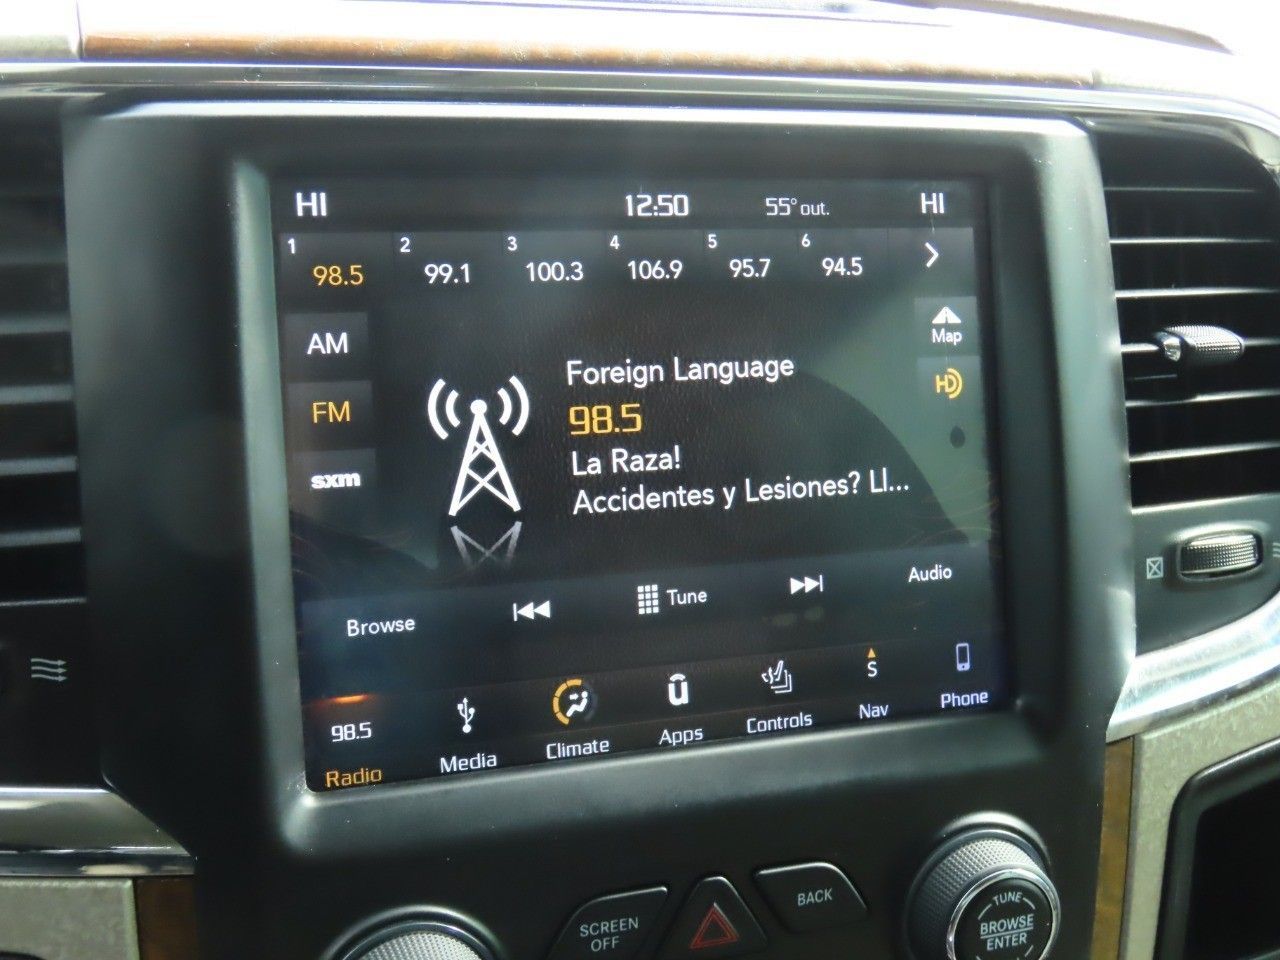 HI 12:50 55° out. HI
1 2 3 4 5 6
98.5 99.1 100.3 106.9 95.7 94.5
AM
Map
FM
HD
sxm
Foreign Language
98.5
La Raza!
Accidentes y Lesiones? Ll...
Browse Tune Audio
98.5 u S
Radio Media Climate Apps Controls Nav Phone
SCREEN
OFF
BACK
TUNE
BROWSE
ENTER